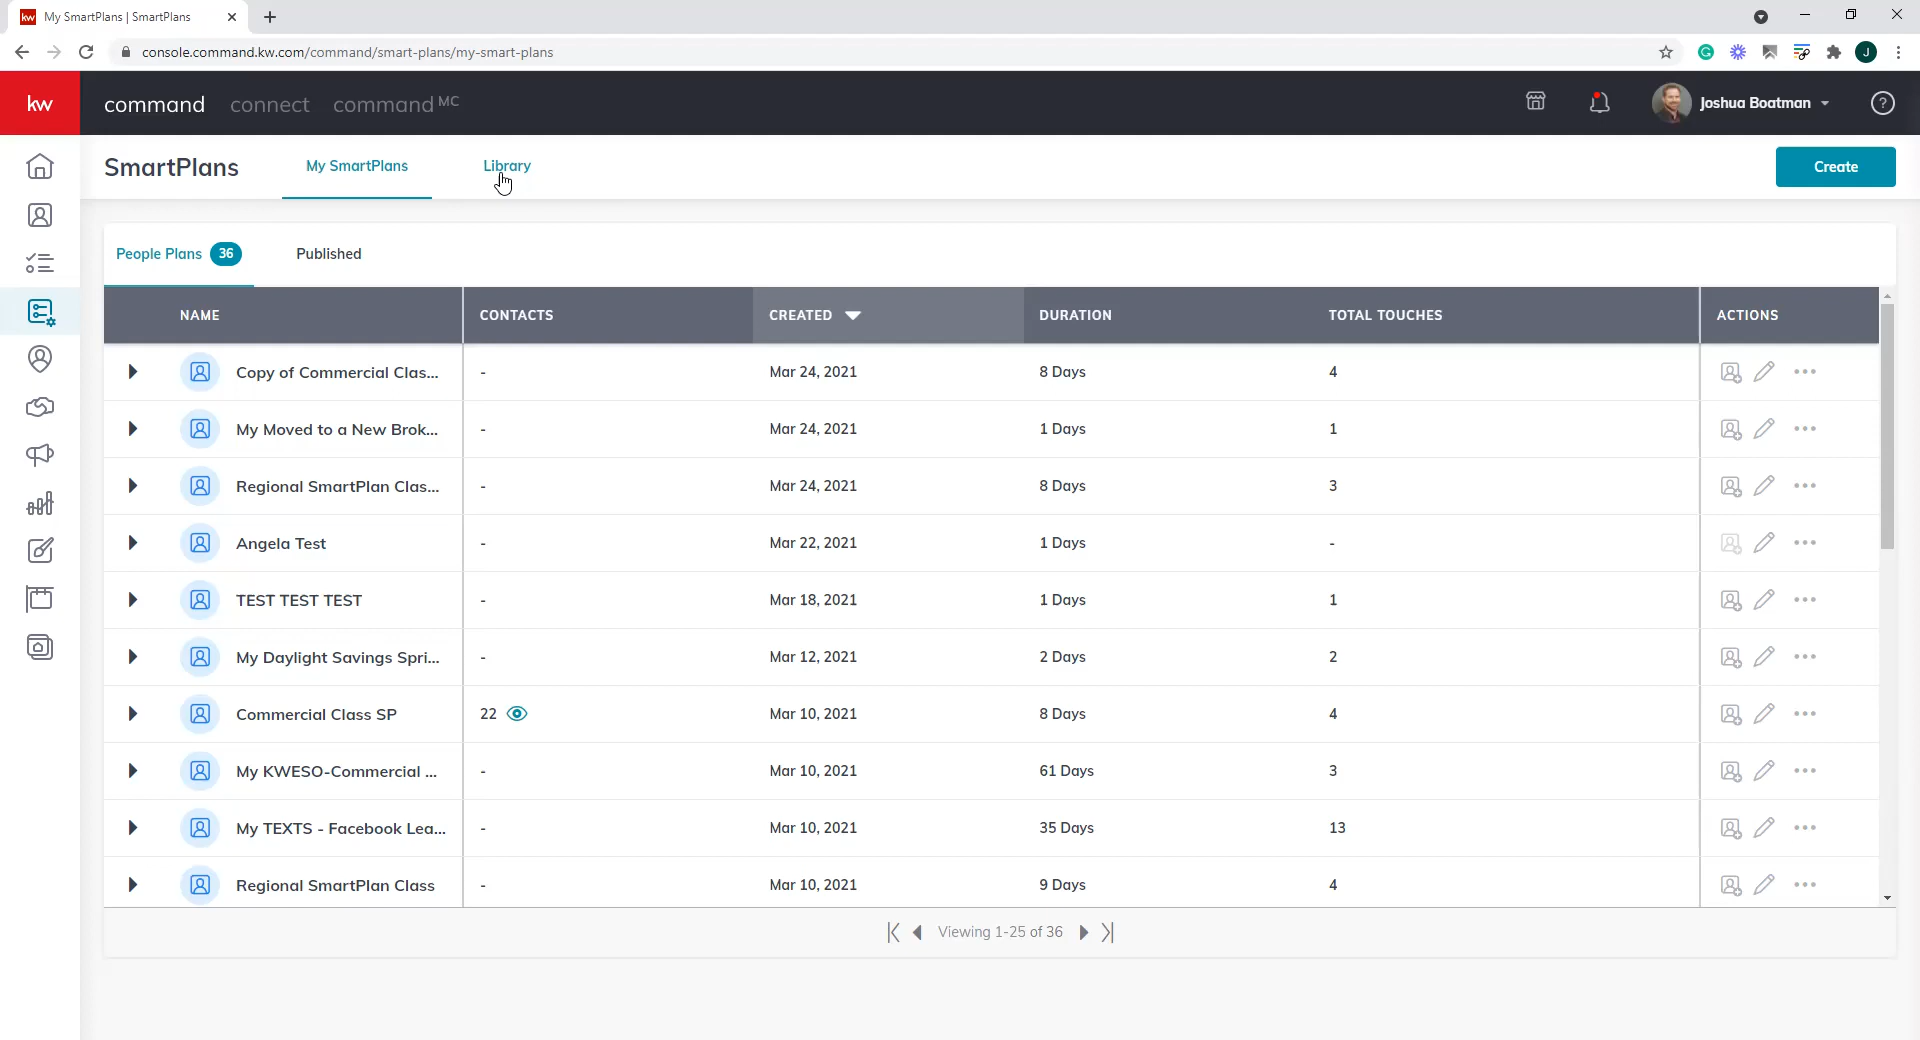 kw My SmartPlans | SmartPlans
console.command.kw.com/command/smart-plans/my-smart-plans
J
kw command connect command MC Joshua Boatman ?
SmartPlans My SmartPlans Library Create
People Plans 36 Published
NAME CONTACTS CREATED DURATION TOTAL TOUCHES ACTIONS
Copy of Commercial Clas... - Mar 24, 2021 8 Days 4
My Moved to a New Brok... - Mar 24, 2021 1 Days 1
Regional SmartPlan Clas... - Mar 24, 2021 8 Days 3
Angela Test - Mar 22, 2021 1 Days -
TEST TEST TEST - Mar 18, 2021 1 Days 1
My Daylight Savings Spri... - Mar 12, 2021 2 Days 2
Commercial Class SP 22 Mar 10, 2021 8 Days 4
My KWESO-Commercial ... - Mar 10, 2021 61 Days 3
My TEXTS - Facebook Lea... - Mar 10, 2021 35 Days 13
Regional SmartPlan Class - Mar 10, 2021 9 Days 4
Viewing 1-25 of 36